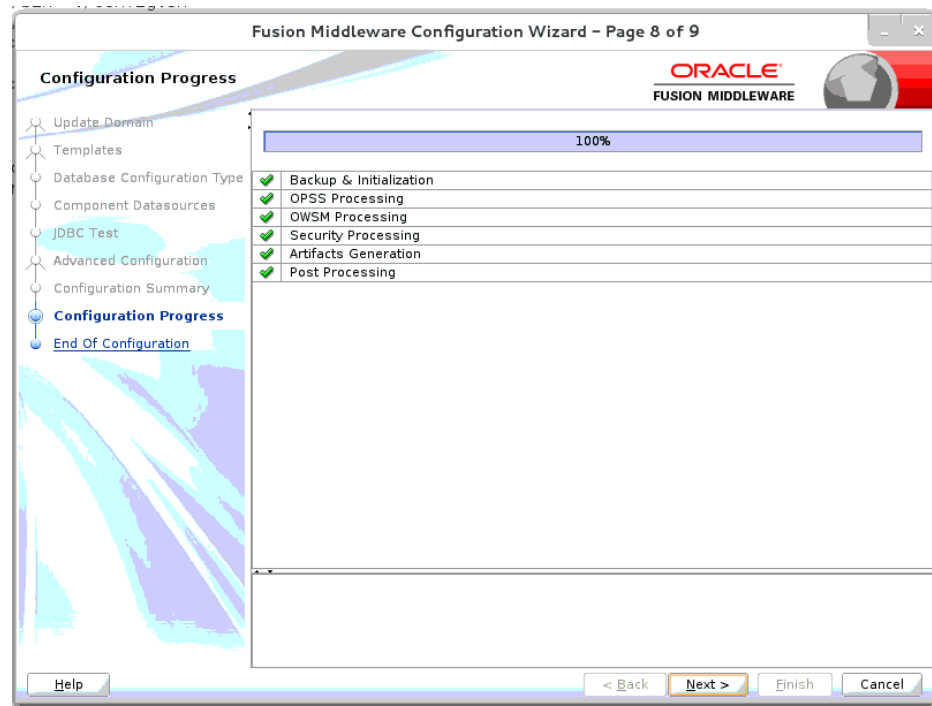 Fusion Middleware Configuration Wizard – Page 8 of 9
Configuration Progress
ORACLE
FUSION MIDDLEWARE
Update Domain
Templates
Database Configuration Type
Component Datasources
JDBC Test
Advanced Configuration
Configuration Summary
Configuration Progress
End Of Configuration
100%
Backup & Initialization
OPSS Processing
OWSM Processing
Security Processing
Artifacts Generation
Post Processing
Help
< Back
Next >
Finish
Cancel